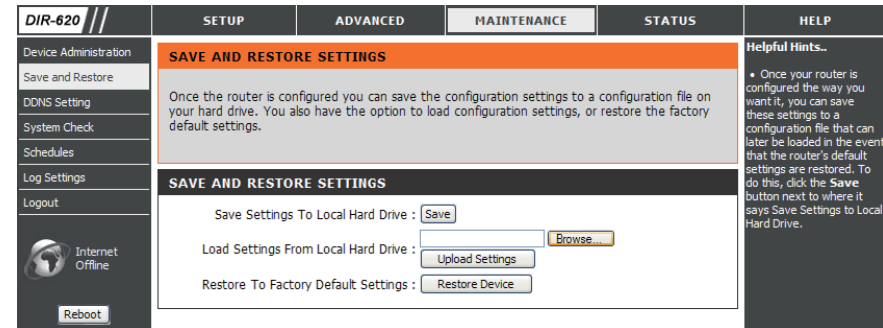 DIR-620
SETUP
ADVANCED
MAINTENANCE
STATUS
HELP
Device Administration
Save and Restore
DDNS Setting
System Check
Schedules
Log Settings
Logout
Internet
Offline
Reboot
SAVE AND RESTORE SETTINGS
Once the router is configured you can save the configuration settings to a configuration file on
your hard drive. You also have the option to load configuration settings, or restore the factory
default settings.
SAVE AND RESTORE SETTINGS
Save Settings To Local Hard Drive : Save
Load Settings From Local Hard Drive : Browse...
Upload Settings
Restore To Factory Default Settings : Restore Device
Helpful Hints..
• Once your router is
configured the way you
want it, you can save
these settings to a
configuration file that can
later be loaded in the event
that the router's default
settings are restored. To
do this, click the Save
button next to where it
says Save Settings to Local
Hard Drive.